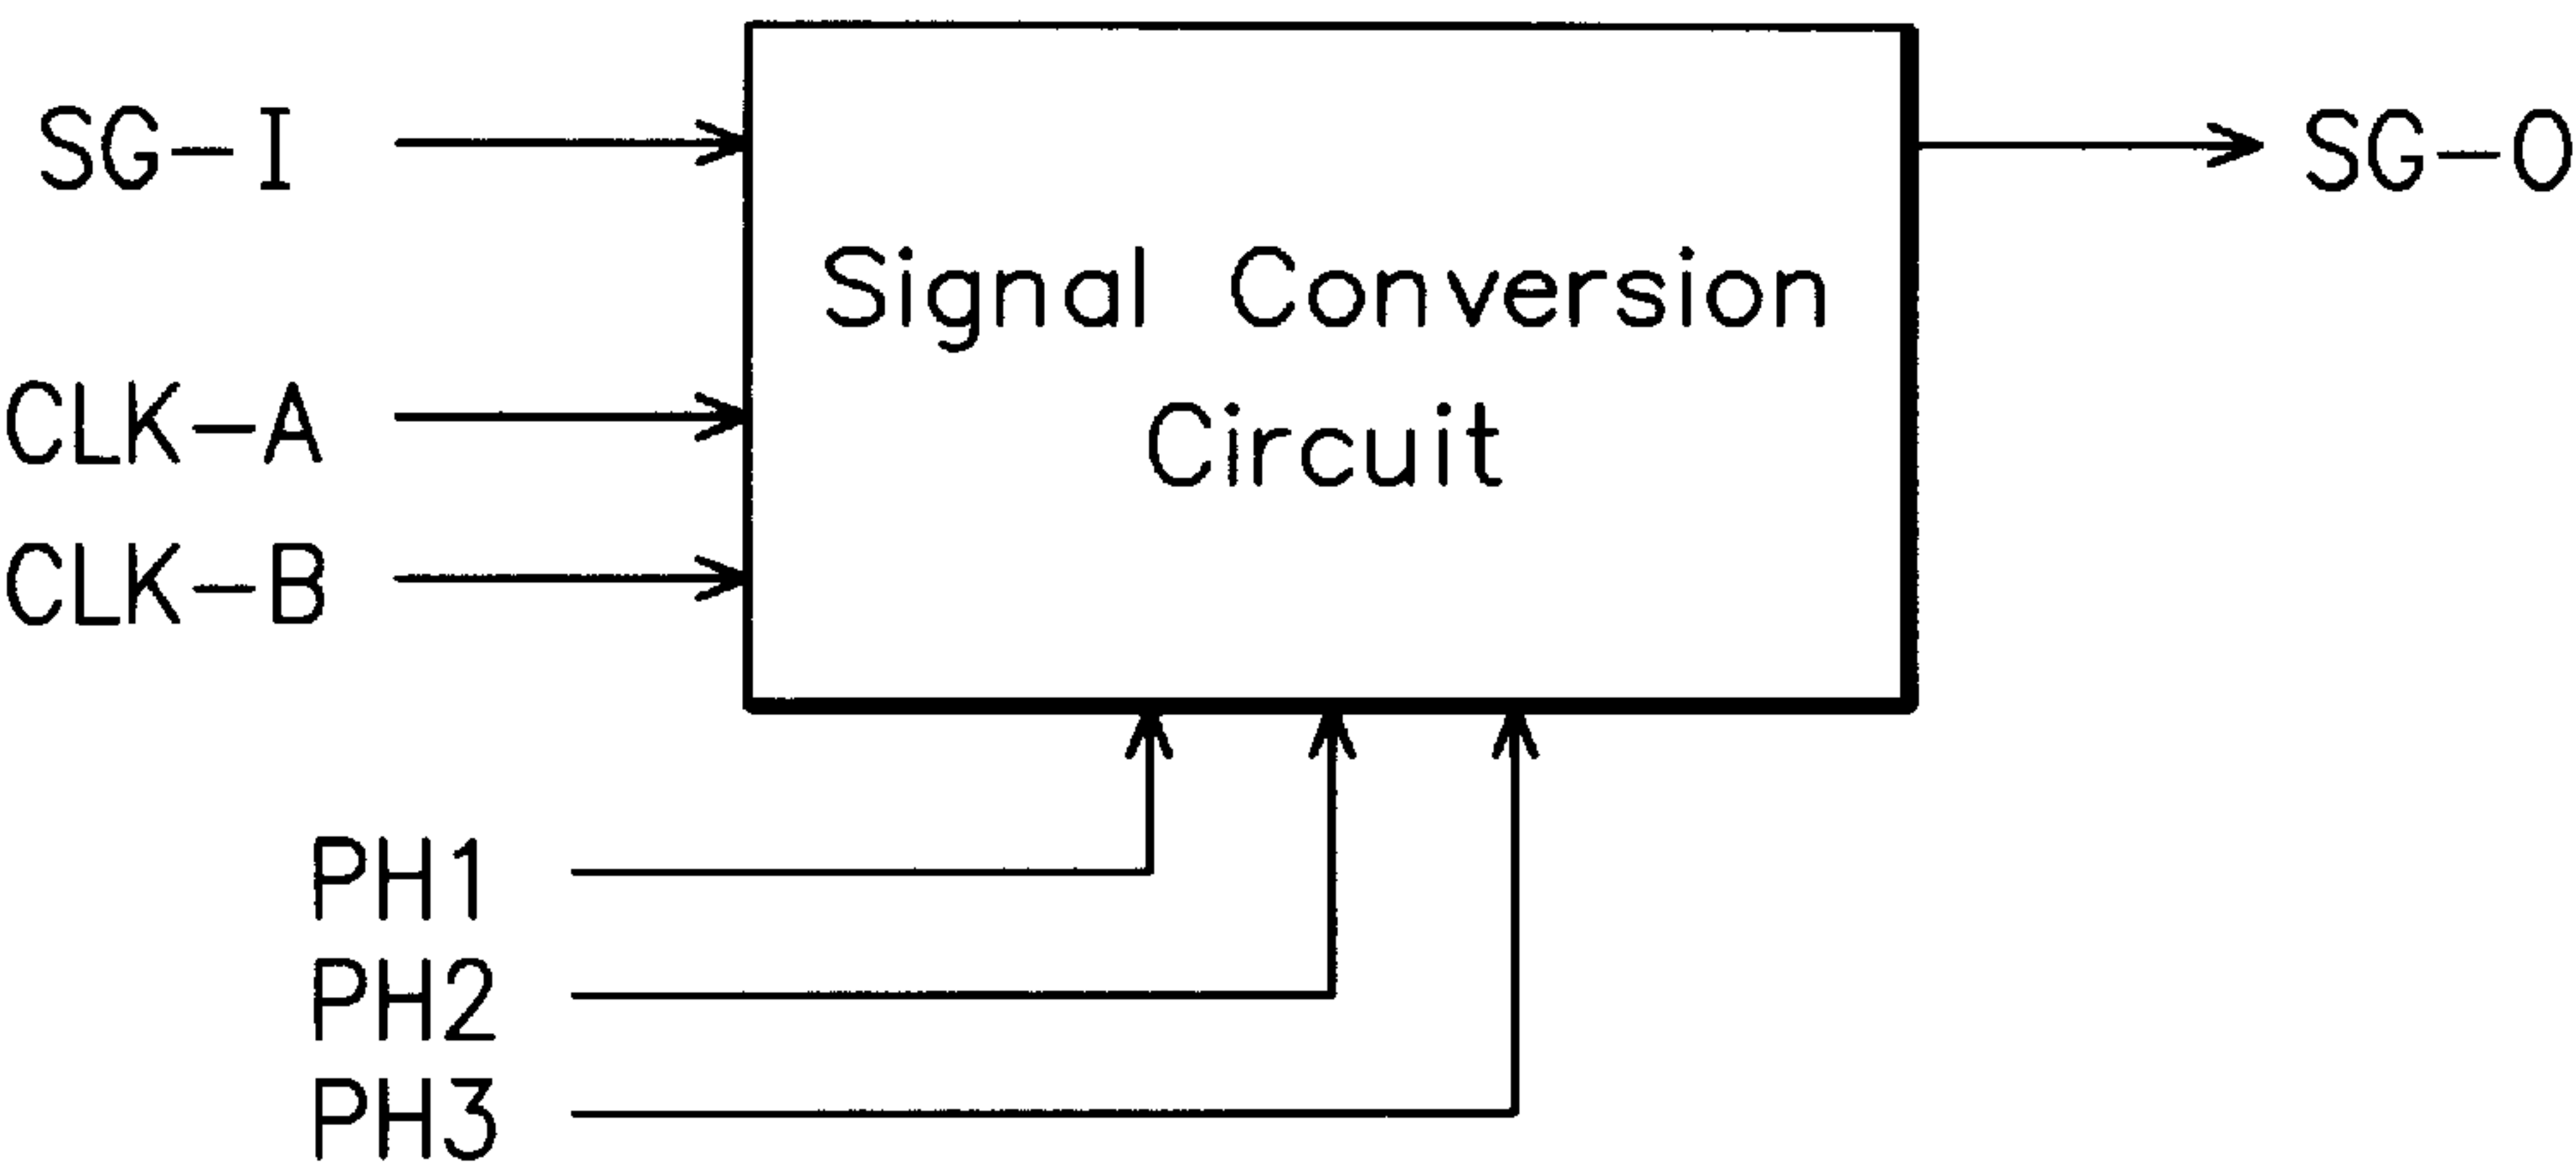 SG-I
SG-O
Signal Conversion
Circuit
CLK-A
CLK-B
PH1
PH2
PH3